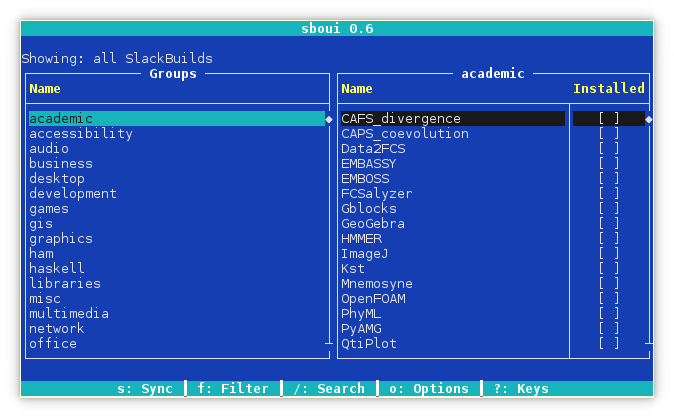 sboui 0.6
Showing: all SlackBuilds
Groups
Name
academic
accessibility
audio
business
desktop
development
games
gis
graphics
ham
haskell
libraries
misc
multimedia
network
office
academic
Name Installed
CAFS_divergence [ ]
CAPS_coevolution [ ]
Data2FCS [ ]
EMBASSY [ ]
EMBOSS [ ]
FCSalyzer [ ]
Gblocks [ ]
GeoGebra [ ]
HMMER [ ]
ImageJ [ ]
Kst [ ]
Mnemosyne [ ]
OpenFOAM [ ]
PhyML [ ]
PyAMG [ ]
QtiPlot [ ]
s: Sync f: Filter /: Search o: Options ?: Keys